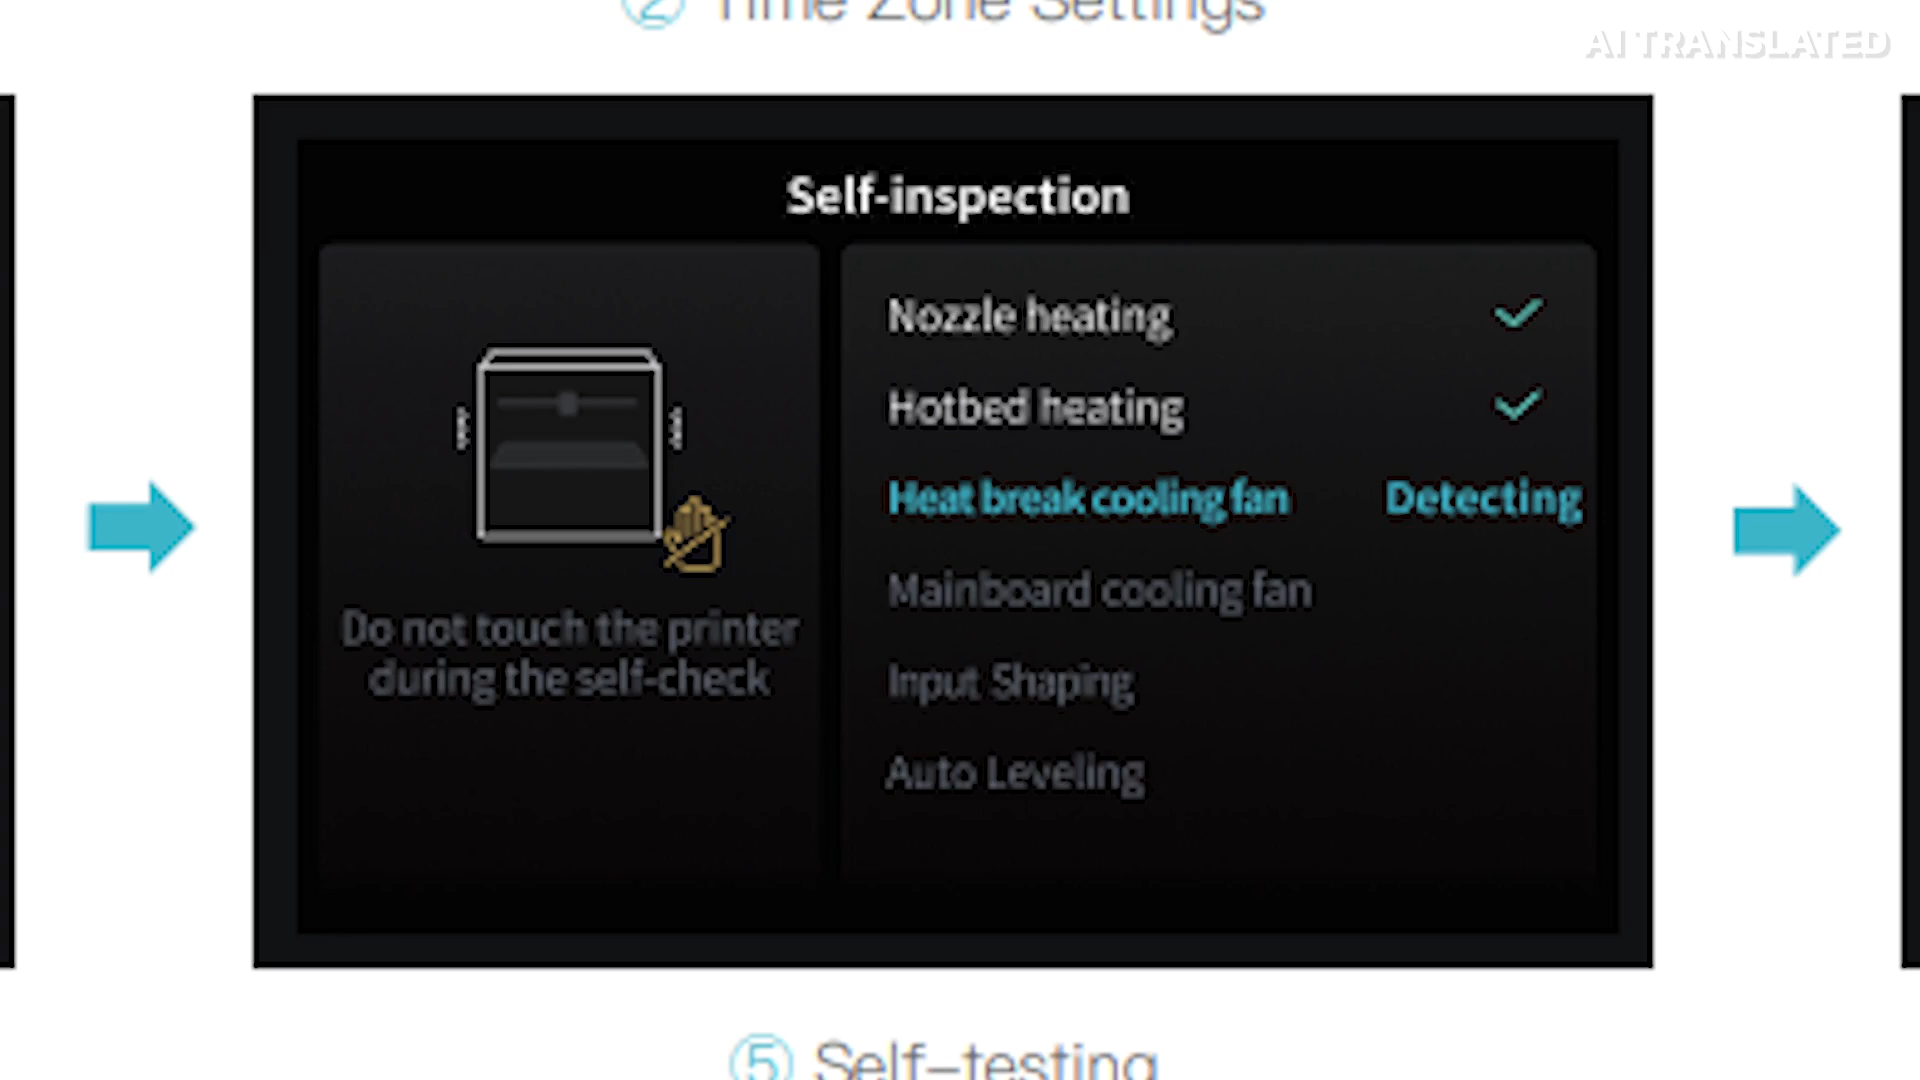 ② Time Zone Settings
AI TRANSLATED
Self-inspection
Nozzle heating
Hotbed heating
Heat break cooling fan Detecting
Mainboard cooling fan
Input Shaping
Auto Leveling
Do not touch the printer
during the self-check
⑤ Self-testing